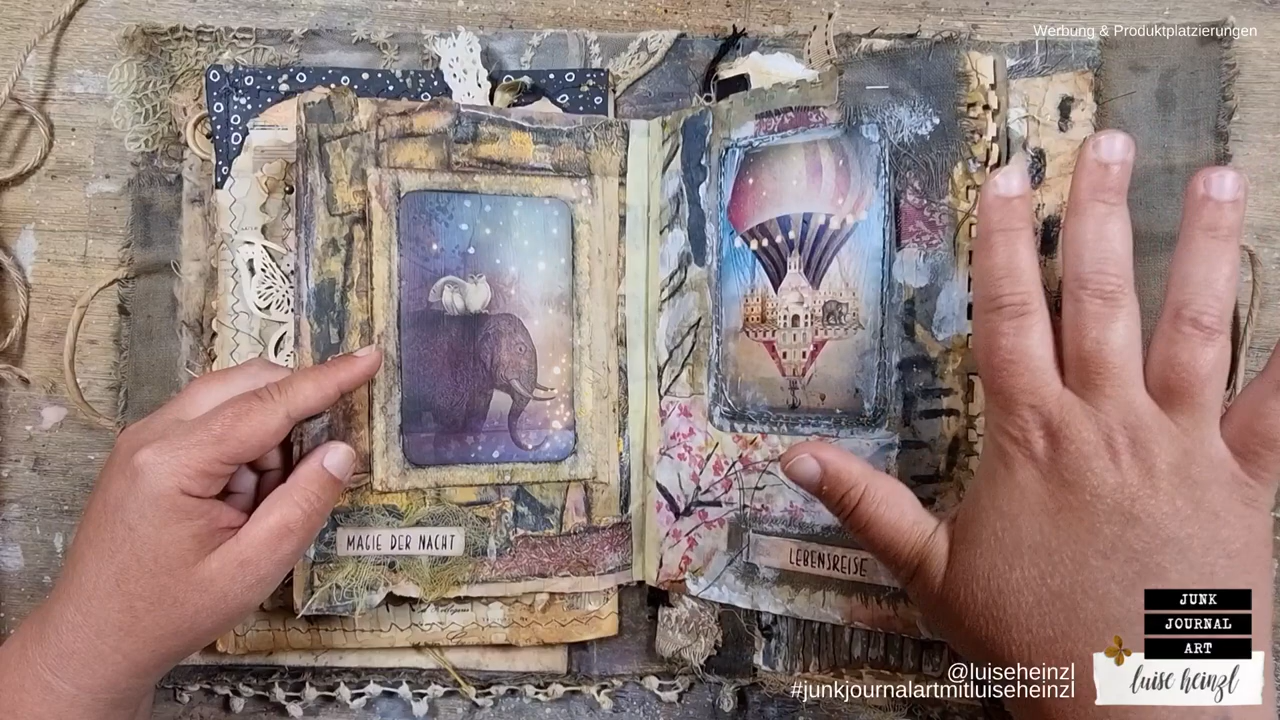 Werbung & Produktplatzierungen
MAGIE DER NACHT
LEBENSREISE
JUNK
JOURNAL
ART
@luiseheinzl
#junkjournalartmitluiseheinzl
luise heinzl